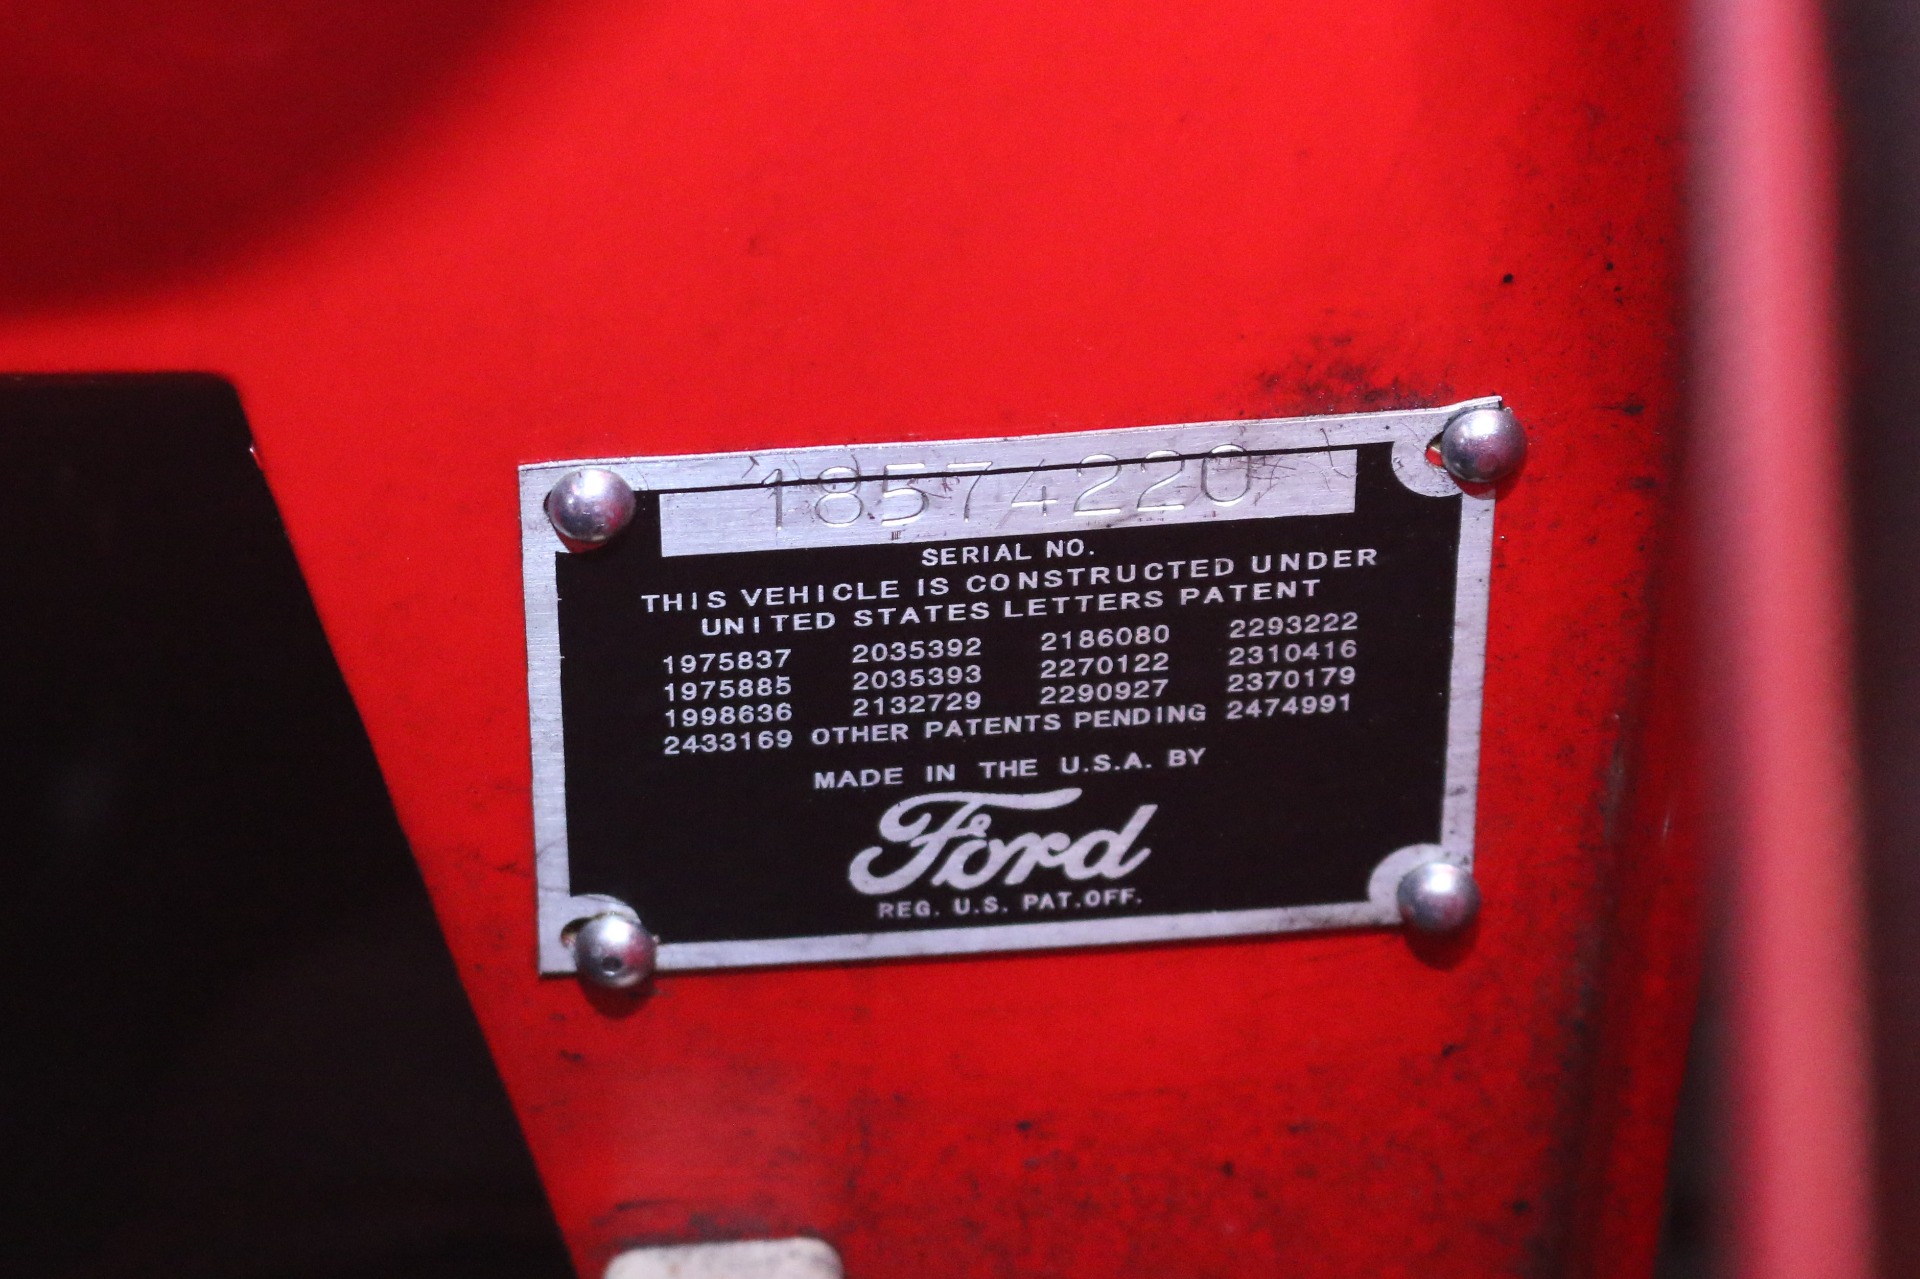 18574220
SERIAL NO.
THIS VEHICLE IS CONSTRUCTED UNDER
UNITED STATES LETTERS PATENT
1975837 2035392 2186080 2293222
1975885 2035393 2270122 2310416
1998636 2132729 2290927 2370179
2433169 OTHER PATENTS PENDING 2474991
MADE IN THE U.S.A. BY
Ford
REG. U.S. PAT. OFF.